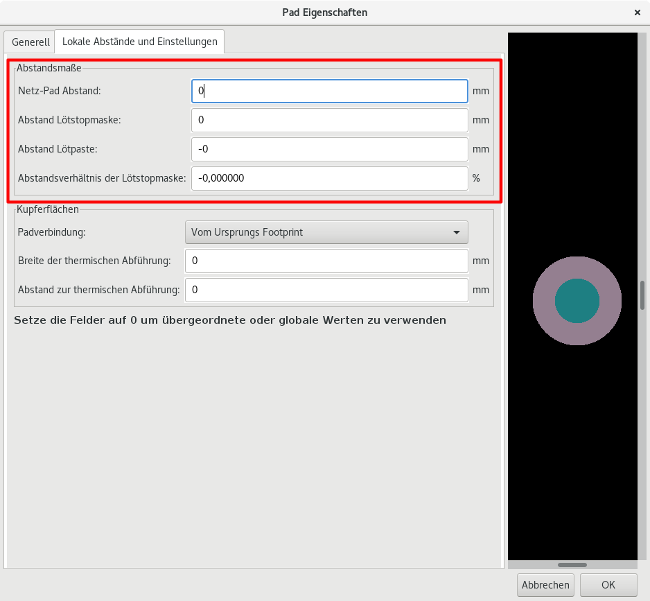 Pad Eigenschaften
×
Generell
Lokale Abstände und Einstellungen
Abstandsmaße
Netz-Pad Abstand: 0 mm
Abstand Lötstopmaske: 0 mm
Abstand Lötpaste: -0 mm
Abstandsverhältnis der Lötstopmaske: -0,000000 %
Kupferflächen
Padverbindung: Vom Ursprungs Footprint
Breite der thermischen Abführung: 0 mm
Abstand zur thermischen Abführung: 0 mm
Setze die Felder auf 0 um übergeordnete oder globale Werten zu verwenden
Abbrechen
OK